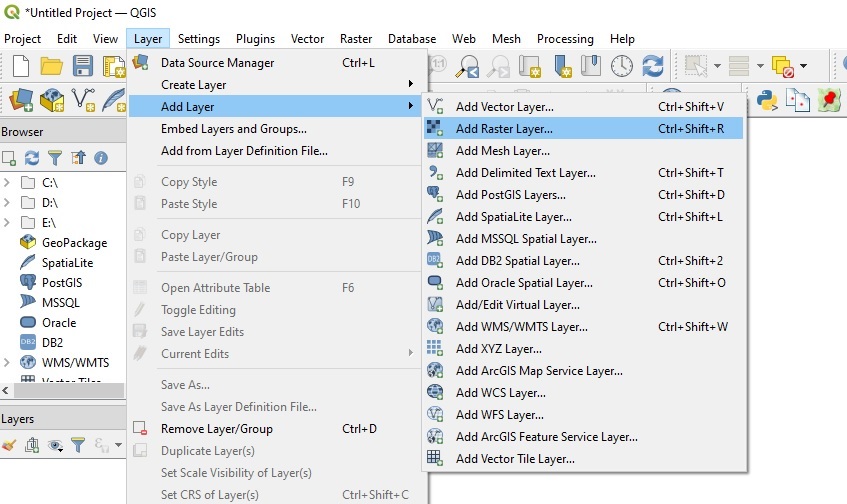 *Untitled Project — QGIS
Project Edit View Layer Settings Plugins Vector Raster Database Web Mesh Processing Help
Data Source Manager Ctrl+L
Create Layer
Add Layer
Embed Layers and Groups...
Add from Layer Definition File...
Copy Style F9
Paste Style F10
Copy Layer
Paste Layer/Group
Open Attribute Table F6
Toggle Editing
Save Layer Edits
Current Edits
Save As...
Save As Layer Definition File...
Remove Layer/Group Ctrl+D
Duplicate Layer(s)
Set Scale Visibility of Layer(s)
Set CRS of Layer(s) Ctrl+Shift+C
Add Vector Layer... Ctrl+Shift+V
Add Raster Layer... Ctrl+Shift+R
Add Mesh Layer...
Add Delimited Text Layer... Ctrl+Shift+T
Add PostGIS Layers... Ctrl+Shift+D
Add SpatiaLite Layer... Ctrl+Shift+L
Add MSSQL Spatial Layer...
Add DB2 Spatial Layer... Ctrl+Shift+2
Add Oracle Spatial Layer... Ctrl+Shift+O
Add/Edit Virtual Layer...
Add WMS/WMTS Layer... Ctrl+Shift+W
Add XYZ Layer...
Add ArcGIS Map Service Layer...
Add WCS Layer...
Add WFS Layer...
Add ArcGIS Feature Service Layer...
Add Vector Tile Layer...
1:1
Browser
C:\
D:\
E:\
GeoPackage
SpatiaLite
PostGIS
MSSQL
Oracle
DB2 DB2
WMS/WMTS
Vector Tiles
Layers
DB2